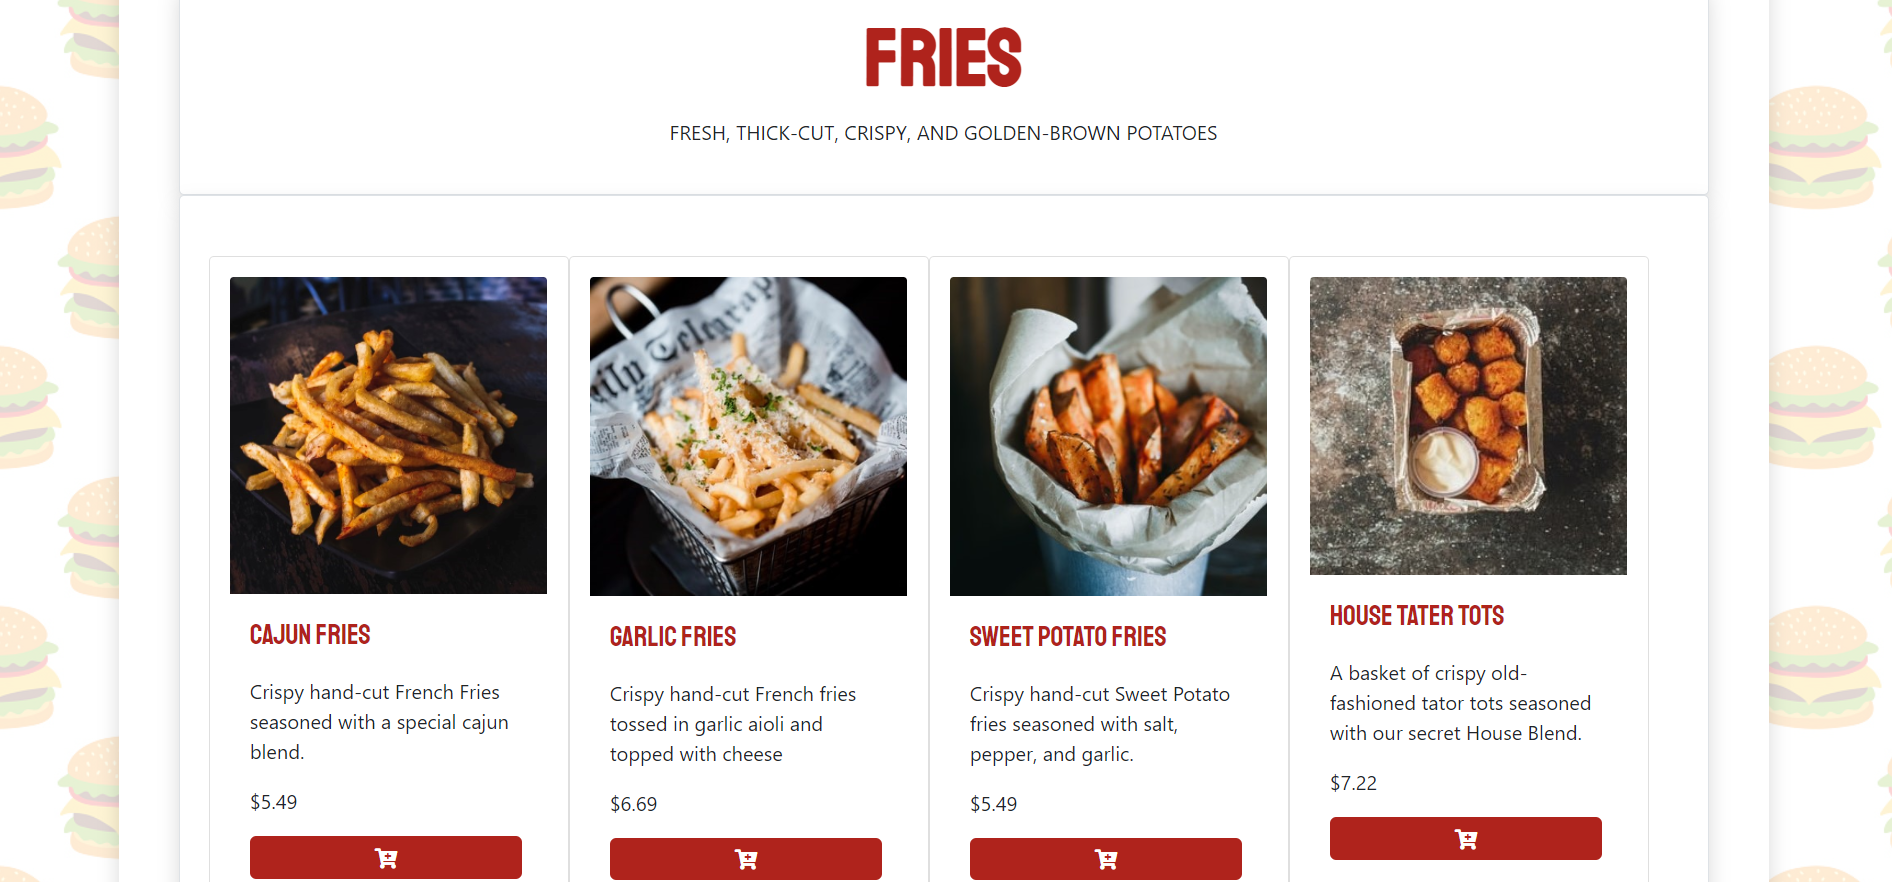 FRIES
FRESH, THICK-CUT, CRISPY, AND GOLDEN-BROWN POTATOES
Daily Telegraph
CAJUN FRIES
Crispy hand-cut French Fries
seasoned with a special cajun
blend.
$5.49
GARLIC FRIES
Crispy hand-cut French fries
tossed in garlic aioli and
topped with cheese
$6.69
SWEET POTATO FRIES
Crispy hand-cut Sweet Potato
fries seasoned with salt,
pepper, and garlic.
$5.49
HOUSE TATER TOTS
A basket of crispy old-
fashioned tator tots seasoned
with our secret House Blend.
$7.22